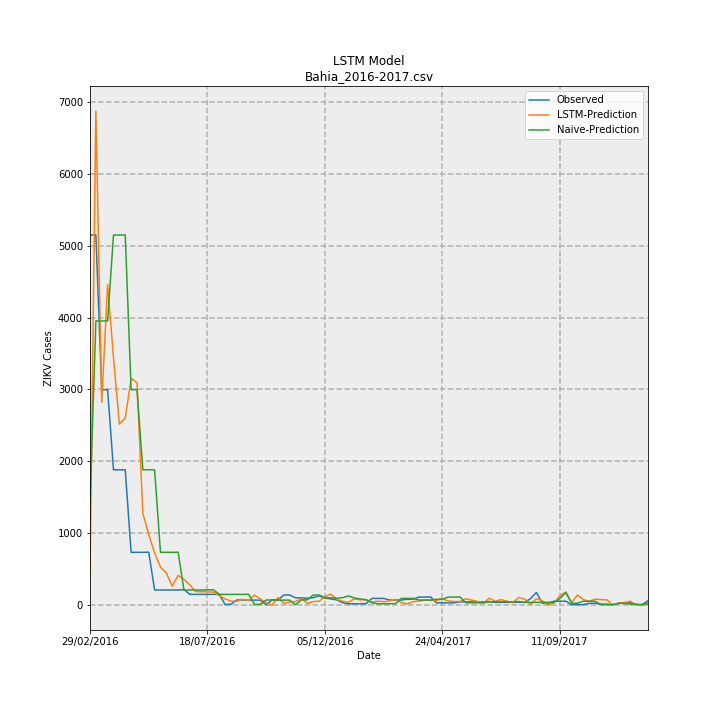 LSTM Model
Bahia_2016-2017.csv
Observed
LSTM-Prediction
Naive-Prediction
ZIKV Cases
7000
6000
5000
4000
3000
2000
1000
0
29/02/2016 18/07/2016 05/12/2016 24/04/2017 11/09/2017
Date